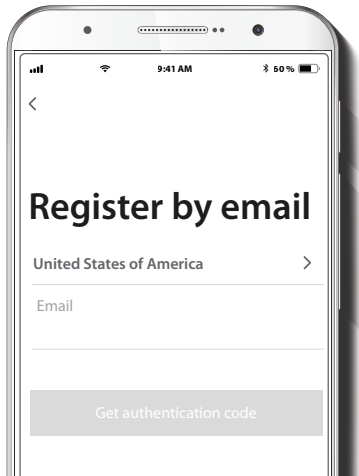 9:41 AM 60 %
Register by email
United States of America
Email
Get authentication code